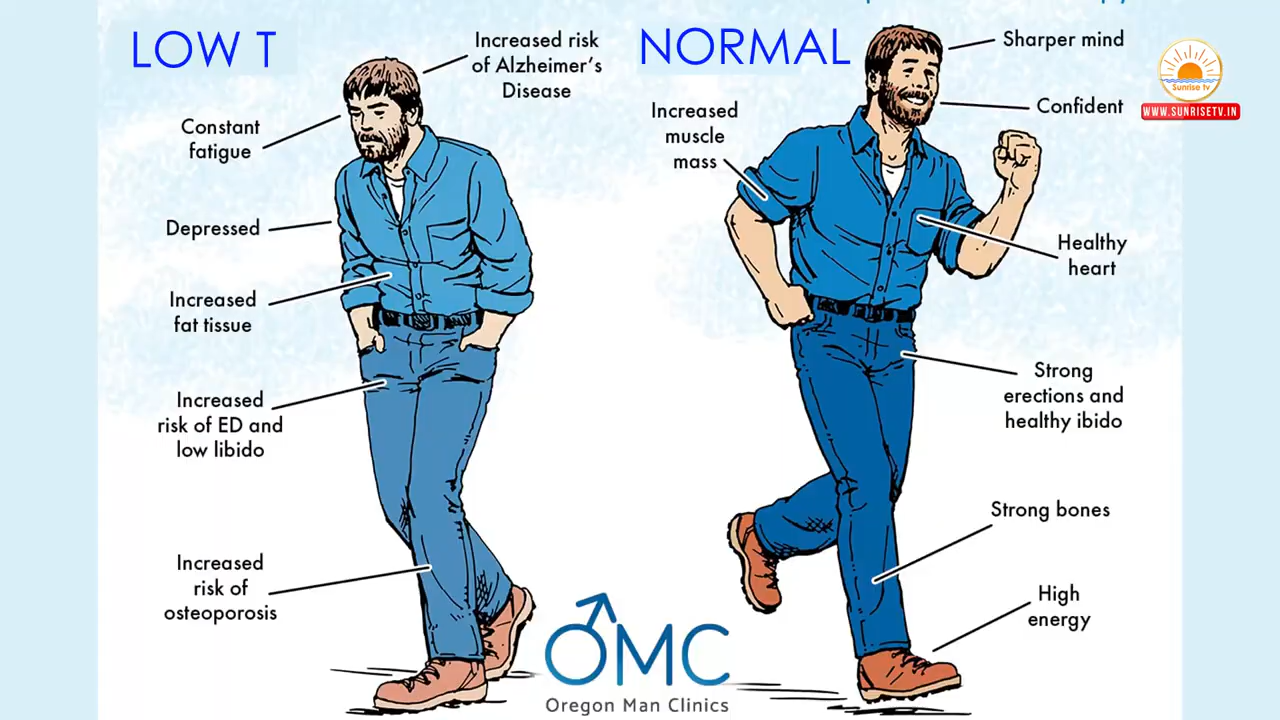 LOW T
Increased risk
of Alzheimer's
Disease
Constant
fatigue
Depressed
Increased
fat tissue
Increased
risk of ED and
low libido
Increased
risk of
osteoporosis
NORMAL
Sharper mind
Confident
Increased
muscle
mass
Healthy
heart
Strong
erections and
healthy ibido
Strong bones
High
energy
OMC
Oregon Man Clinics
Sunrise tv
WWW.SUNRISETV.IN